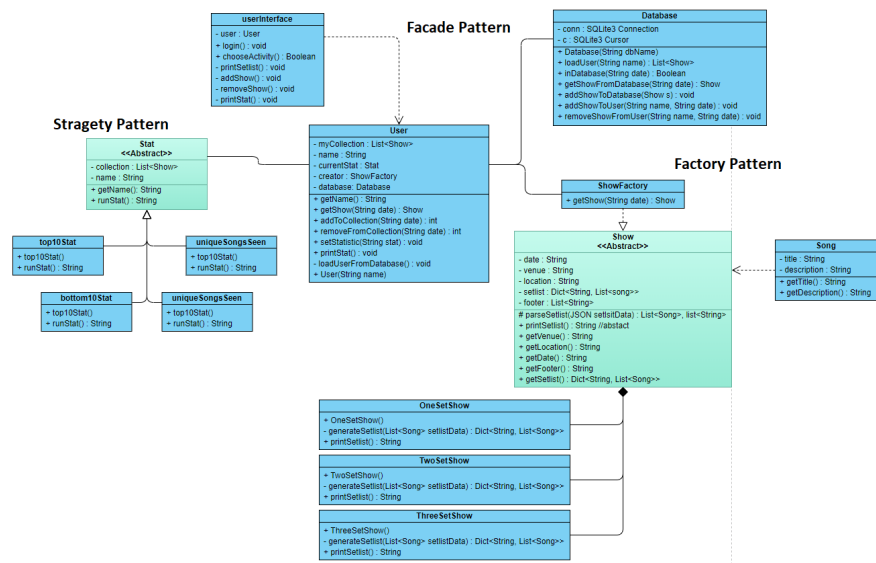 userInterface
- user : User
+ login() : void
+ chooseActivity() : Boolean
- printSetlist() : void
- addShow() : void
- removeShow() : void
- printStat() : void
Facade Pattern
Database
- conn : SQLite3 Connection
- c : SQLite3 Cursor
+ Database(String dbName)
+ loadUser(String name) : List<Show>
+ inDatabase(String date) : Boolean
+ getShowFromDatabase(String date) : Show
+ addShowToDatabase(Show s) : void
+ addShowToUser(String name, String date) : void
+ removeShowFromUser(String name, String date) : void
Stragety Pattern
Stat
<<Abstract>>
- collection : List<Show>
- name : String
+ getName(): String
+ runStat() : String
User
- myCollection : List<Show>
- name : String
- currentStat : Stat
- creator : ShowFactory
- database: Database
+ getName() : String
+ getShow(String date) : Show
+ addToCollection(String date) : int
+ removeFromCollection(String date) : int
+ setStatistic(String stat) : void
+ printStat() : void
- loadUserFromDatabase() : void
+ User(String name)
Factory Pattern
ShowFactory
+ getShow(String date) : Show
top10Stat
+ top10Stat()
+ runStat() : String
uniqueSongsSeen
+ top10Stat()
+ runStat() : String
bottom10Stat
+ top10Stat()
+ runStat() : String
uniqueSongsSeen
+ top10Stat()
+ runStat() : String
Show
<<Abstract>>
- date : String
- venue : String
- location : String
- setlist : Dict<String, List<song>>
- footer : List<String>
# parseSetlist(JSON setlsitData) : List<Song>, list<String>
+ printSetlist() : String //abstact
+ getVenue() : String
+ getLocation() : String
+ getDate() : String
+ getFooter() : String
+ getSetlist() : Dict<String, List<Song>>
Song
- title : String
- description : String
+ getTitle() : String
+ getDescription() : String
OneSetShow
+ OneSetShow()
- generateSetlist(List<Song> setlistData) : Dict<String, List<Song>>
+ printSetlist() : String
TwoSetShow
+ TwoSetShow()
- generateSetlist(List<Song> setlistData) : Dict<String, List<Song>>
+ printSetlist() : String
ThreeSetShow
+ ThreeSetShow()
- generateSetlist(List<Song> setlistData) : Dict<String, List<Song>>
+ printSetlist() : String